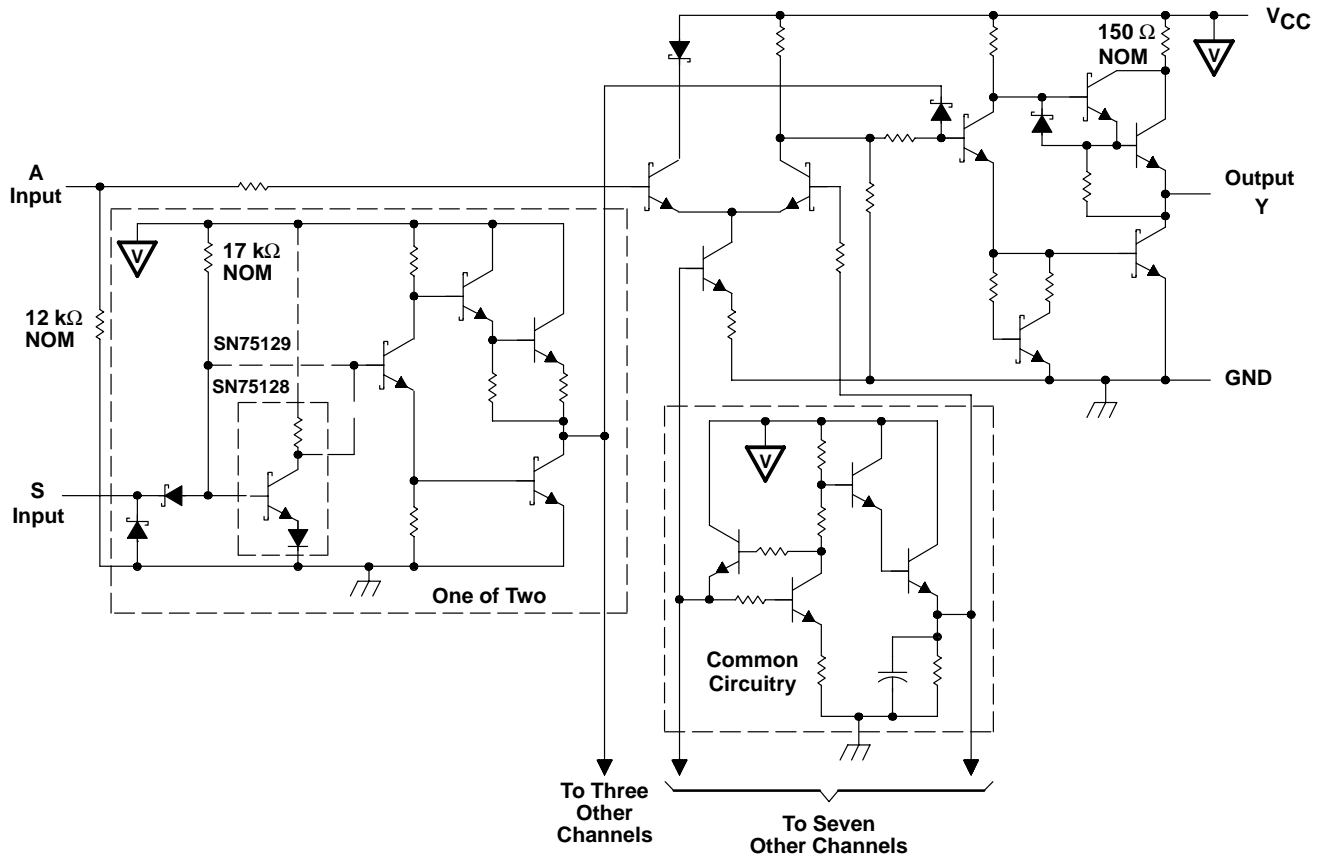 VCC
150 Ω
NOM
V
A
Input
Output
Y
V
17 kΩ
NOM
12 kΩ
NOM
SN75129
SN75128
GND
V
S
Input
One of Two
Common
Circuitry
To Three
Other
Channels
To Seven
Other Channels